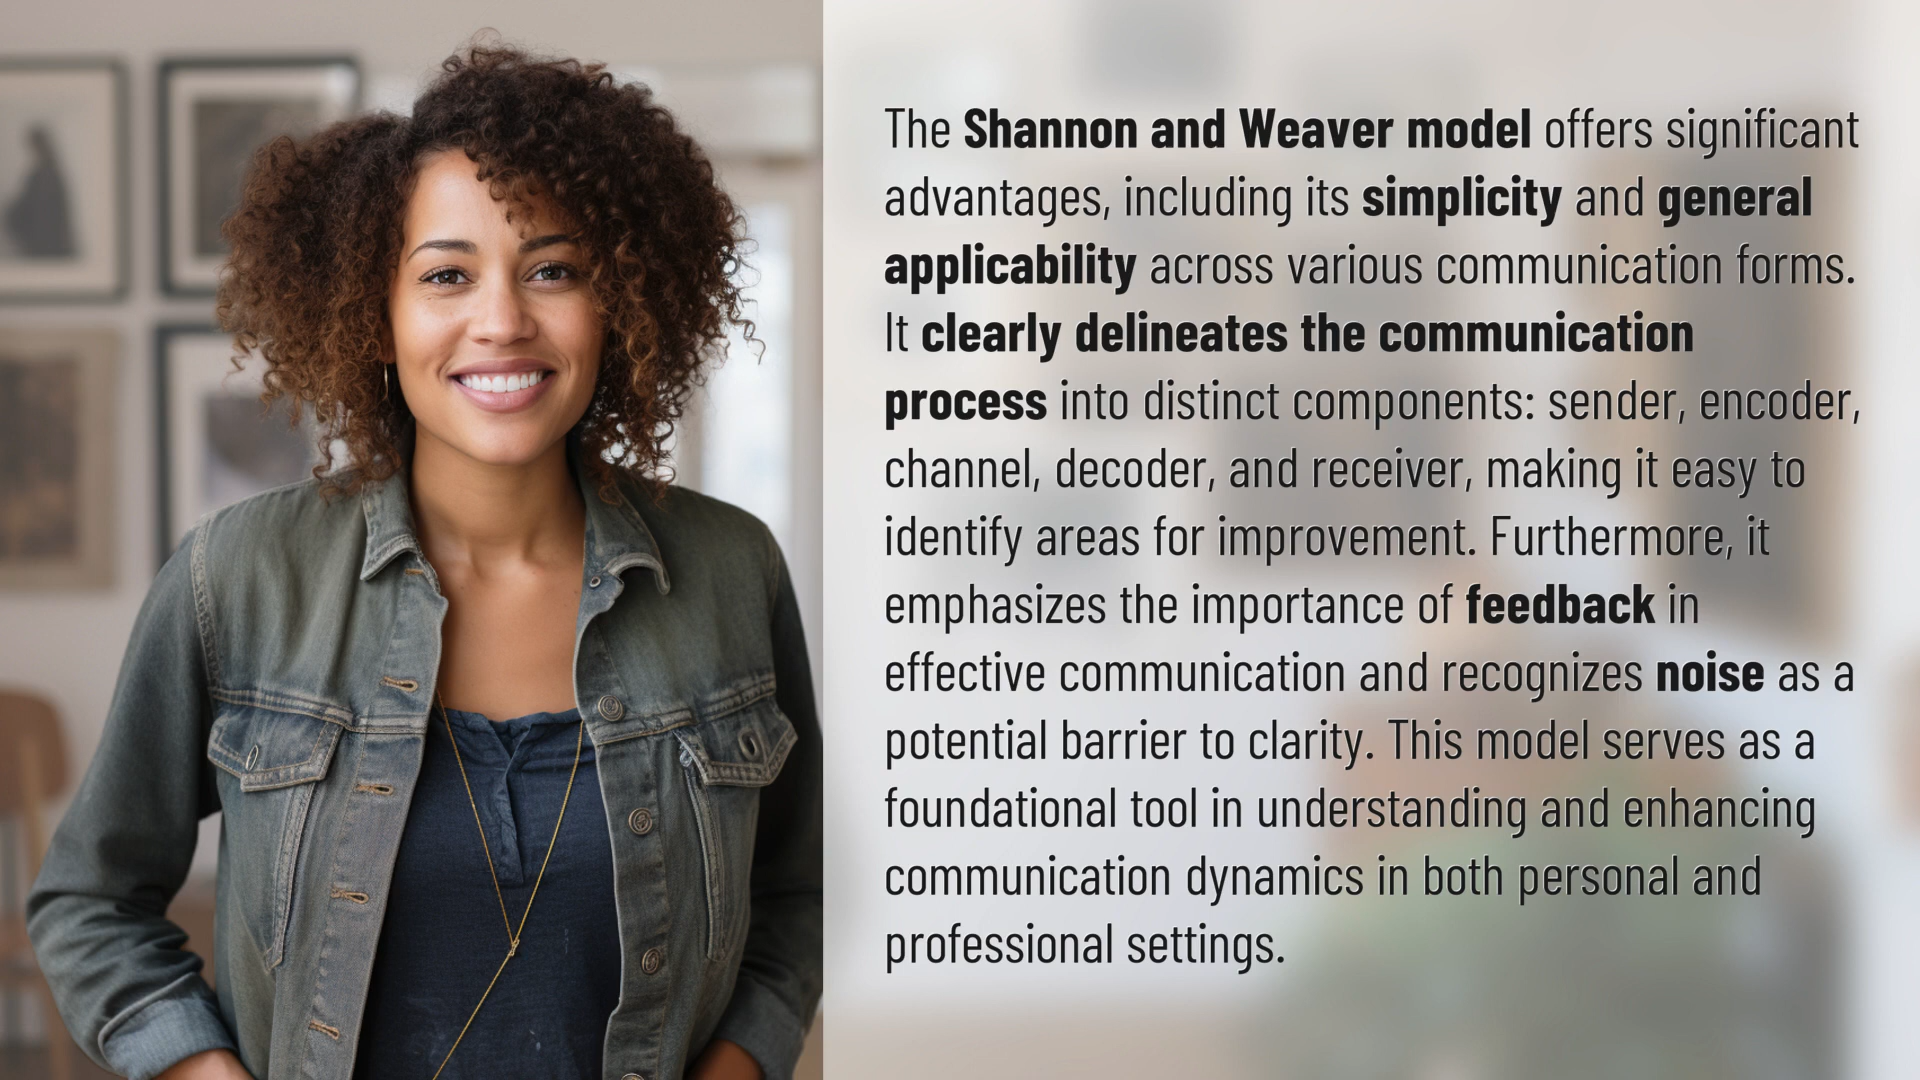 The Shannon and Weaver model offers significant
advantages, including its simplicity and general
applicability across various communication forms.
It clearly delineates the communication
process into distinct components: sender, encoder,
channel, decoder, and receiver, making it easy to
identify areas for improvement. Furthermore, it
emphasizes the importance of feedback in
effective communication and recognizes noise as a
potential barrier to clarity. This model serves as a
foundational tool in understanding and enhancing
communication dynamics in both personal and
professional settings.